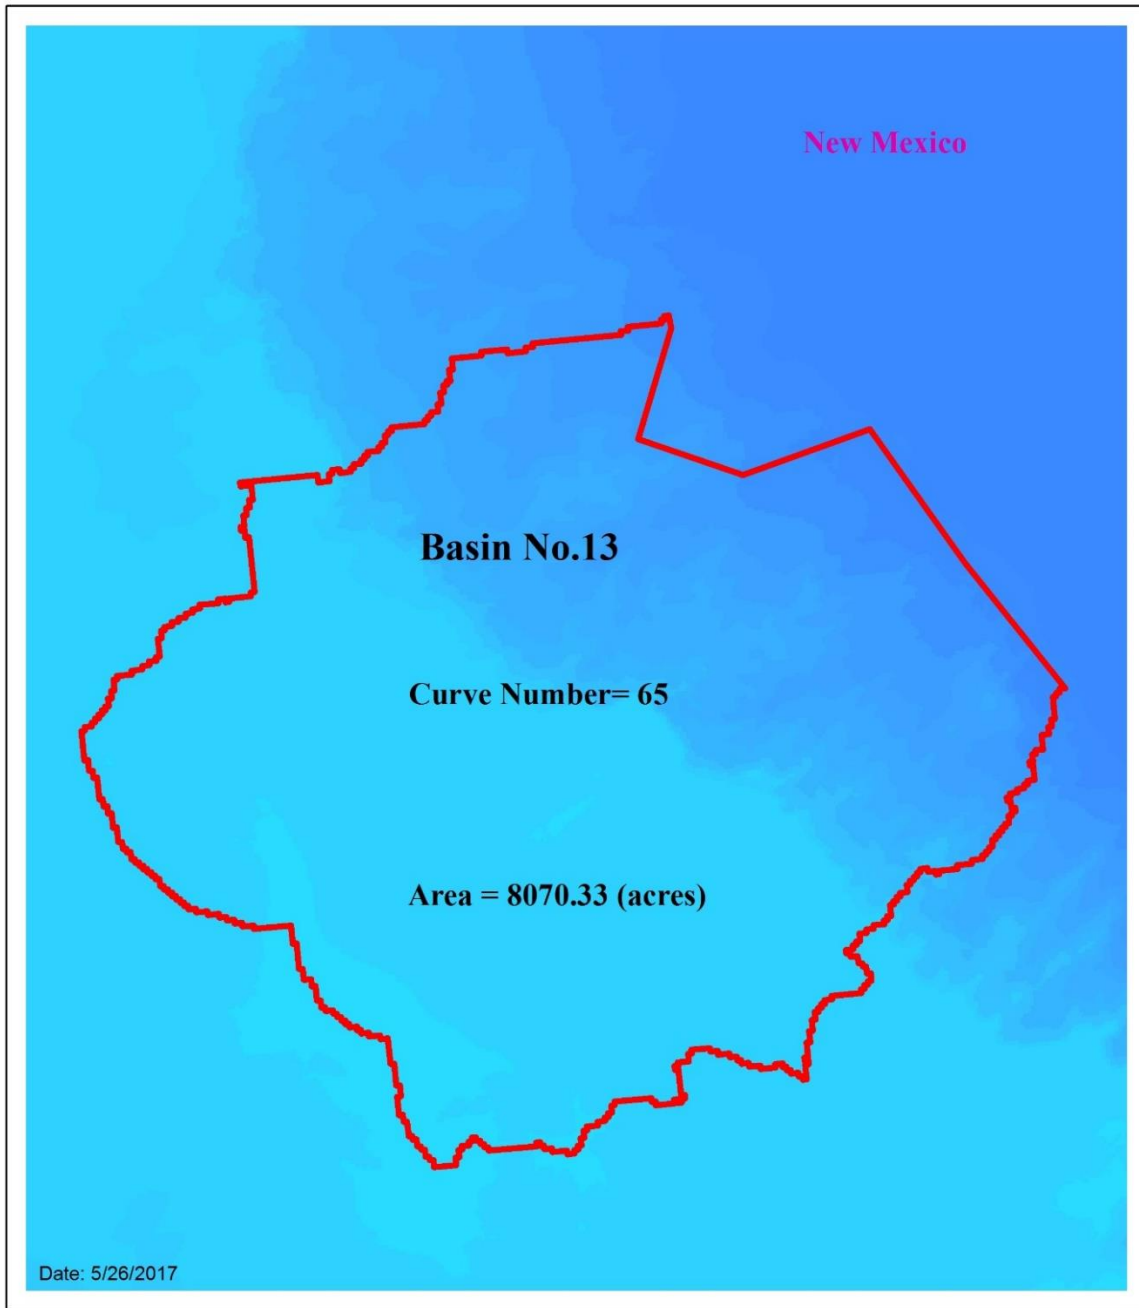 New Mexico
Basin No.13
Curve Number= 65
Area = 8070.33 (acres)
Date: 5/26/2017